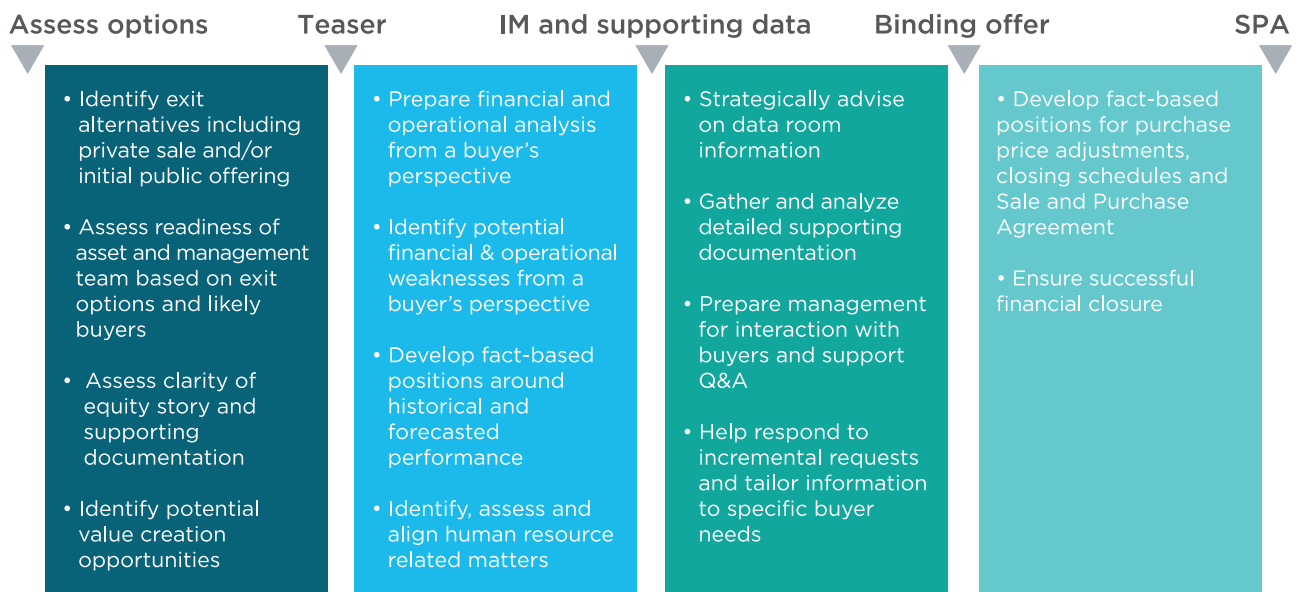 Assess options
Teaser
IM and supporting data
Binding offer
SPA
• Identify exit
alternatives including
private sale and/or
initial public offering
• Assess readiness of
asset and management
team based on exit
options and likely
buyers
• Assess clarity of
equity story and
supporting
documentation
• Identify potential
value creation
opportunities
• Prepare financial and
operational analysis
from a buyer's
perspective
• Identify potential
financial & operational
weaknesses from a
buyer's perspective
• Develop fact-based
positions around
historical and
forecasted
performance
• Identify, assess and
align human resource
related matters
• Strategically advise
on data room
information
• Gather and analyze
detailed supporting
documentation
• Prepare management
for interaction with
buyers and support
Q&A
• Help respond to
incremental requests
and tailor information
to specific buyer
needs
• Develop fact-based
positions for purchase
price adjustments,
closing schedules and
Sale and Purchase
Agreement
• Ensure successful
financial closure